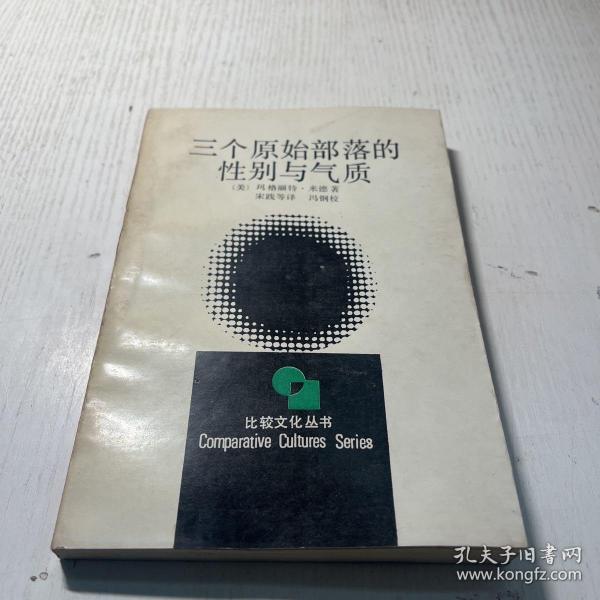 三个原始部落的
性别与气质
（美）玛格丽特·米德著
宋践等译　冯钢校
比较文化丛书
Comparative Cultures Series
孔夫子旧书网
www.kongfz.com